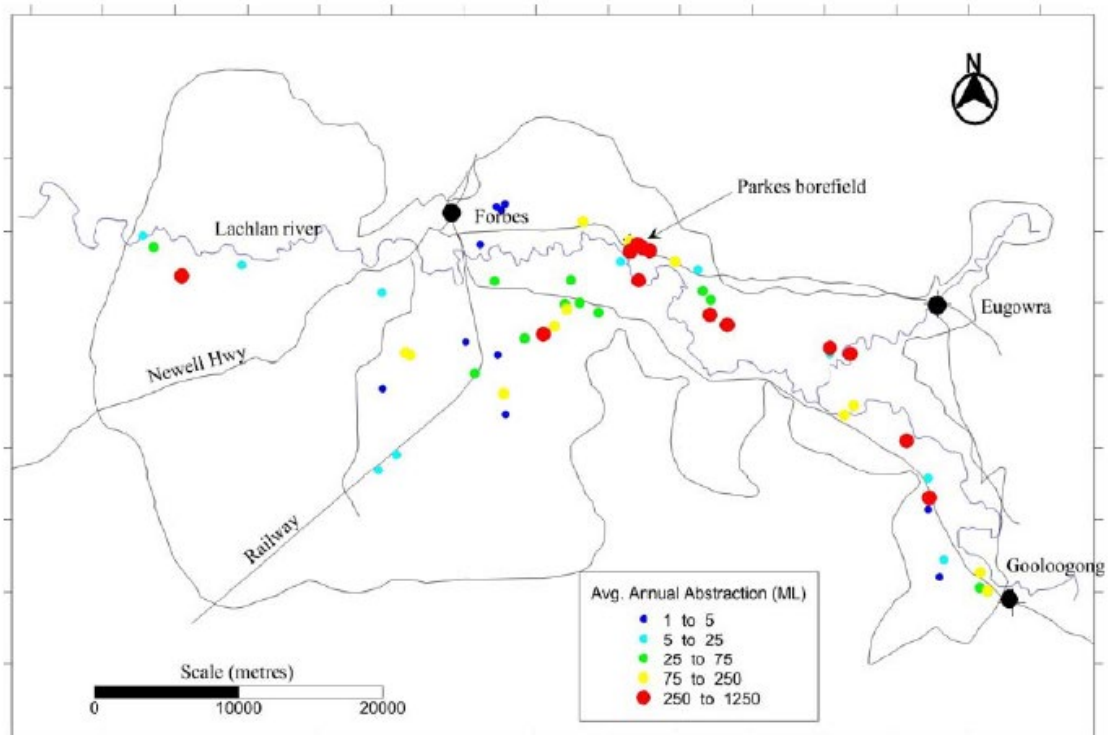 N
Parkes borefield
Forbes
Lachlan river
Eugowra
Newell Hwy
Railway
Gooloogong
Avg. Annual Abstraction (ML)
1 to 5
5 to 25
25 to 75
75 to 250
250 to 1250
Scale (metres)
0 10000 20000